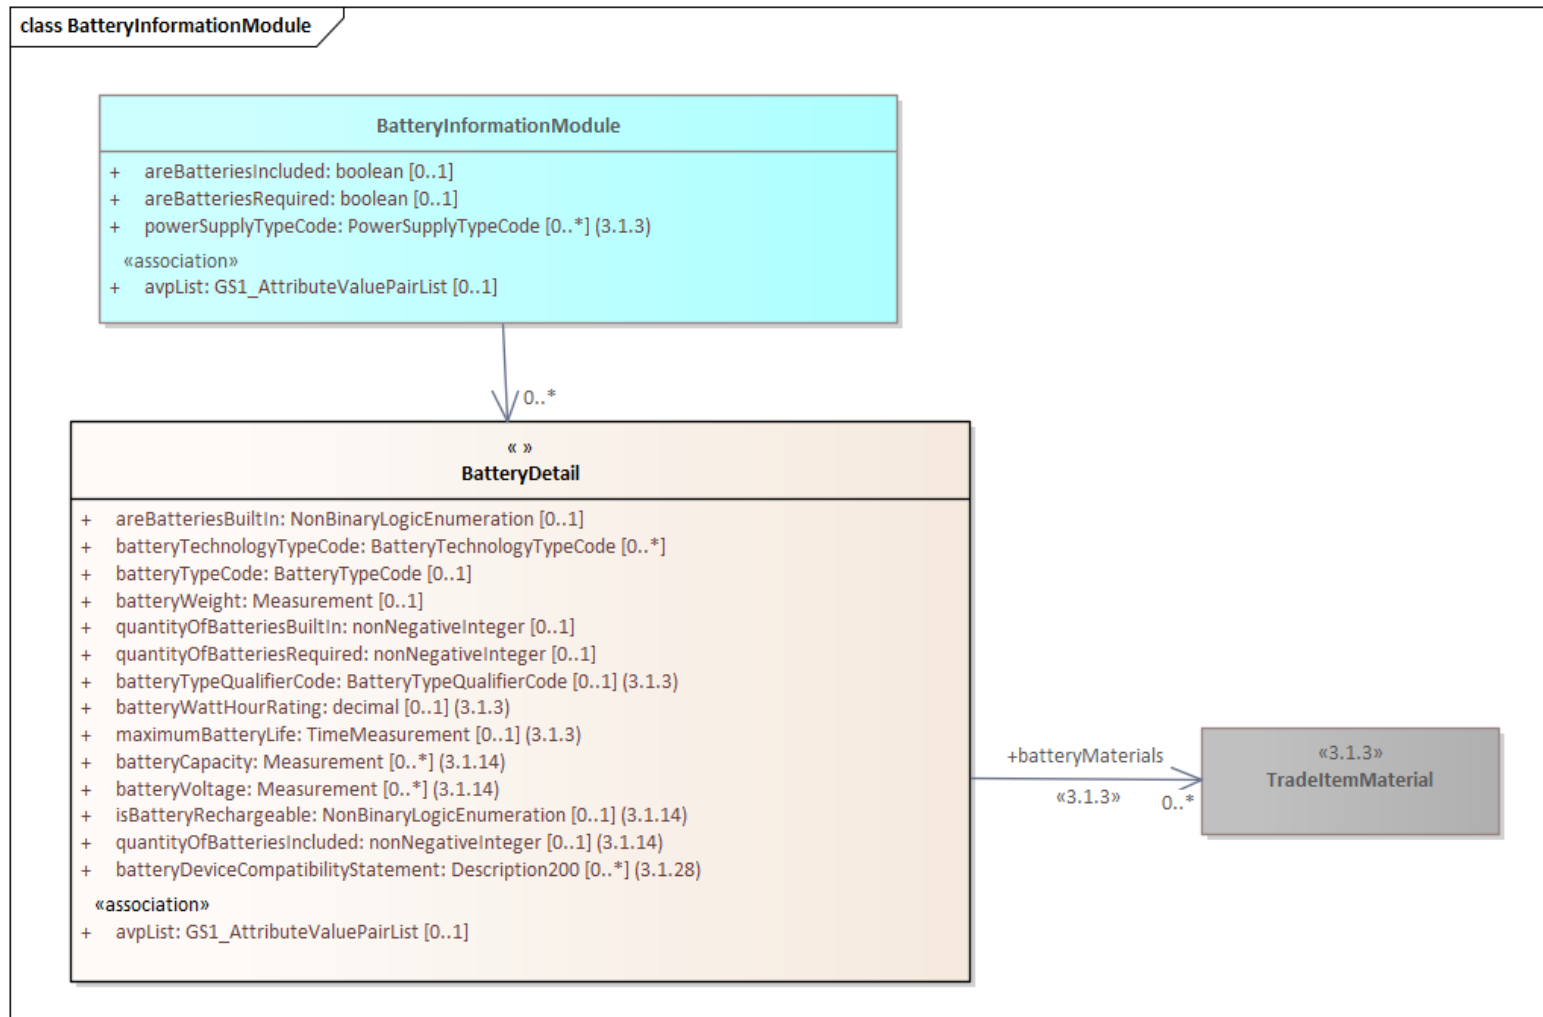 class BatteryInformationModule
BatteryInformationModule
+ areBatteriesIncluded: boolean [0..1]
+ areBatteriesRequired: boolean [0..1]
+ powerSupplyTypeCode: PowerSupplyTypeCode [0..*] (3.1.3)
«association»
+ avpList: GS1_AttributeValuePairList [0..1]
0..*
« »
BatteryDetail
+ areBatteriesBuiltIn: NonBinaryLogicEnumeration [0..1]
+ batteryTechnologyTypeCode: BatteryTechnologyTypeCode [0..*]
+ batteryTypeCode: BatteryTypeCode [0..1]
+ batteryWeight: Measurement [0..1]
+ quantityOfBatteriesBuiltIn: nonNegativeInteger [0..1]
+ quantityOfBatteriesRequired: nonNegativeInteger [0..1]
+ batteryTypeQualifierCode: BatteryTypeQualifierCode [0..1] (3.1.3)
+ batteryWattHourRating: decimal [0..1] (3.1.3)
+ maximumBatteryLife: TimeMeasurement [0..1] (3.1.3)
+ batteryCapacity: Measurement [0..*] (3.1.14)
+ batteryVoltage: Measurement [0..*] (3.1.14)
+ isBatteryRechargeable: NonBinaryLogicEnumeration [0..1] (3.1.14)
+ quantityOfBatteriesIncluded: nonNegativeInteger [0..1] (3.1.14)
+ batteryDeviceCompatibilityStatement: Description200 [0..*] (3.1.28)
«association»
+ avpList: GS1_AttributeValuePairList [0..1]
+batteryMaterials
«3.1.3»
0..*
«3.1.3»
TradeItemMaterial